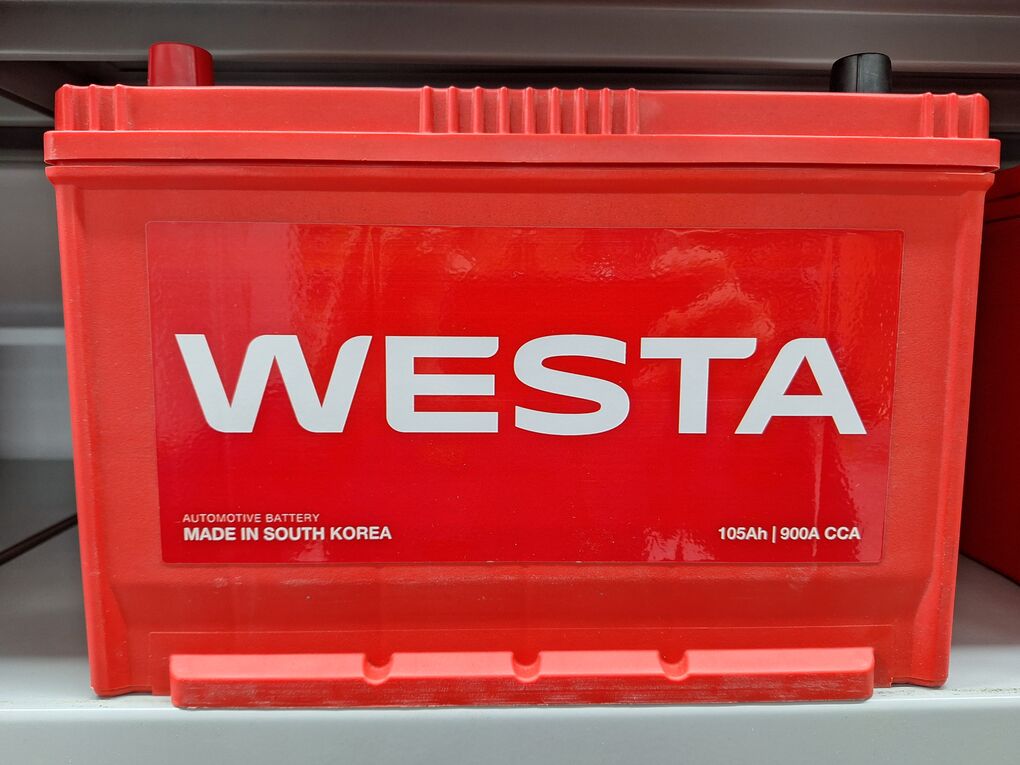 WESTA
AUTOMOTIVE BATTERY
MADE IN SOUTH KOREA
105Ah | 900A CCA